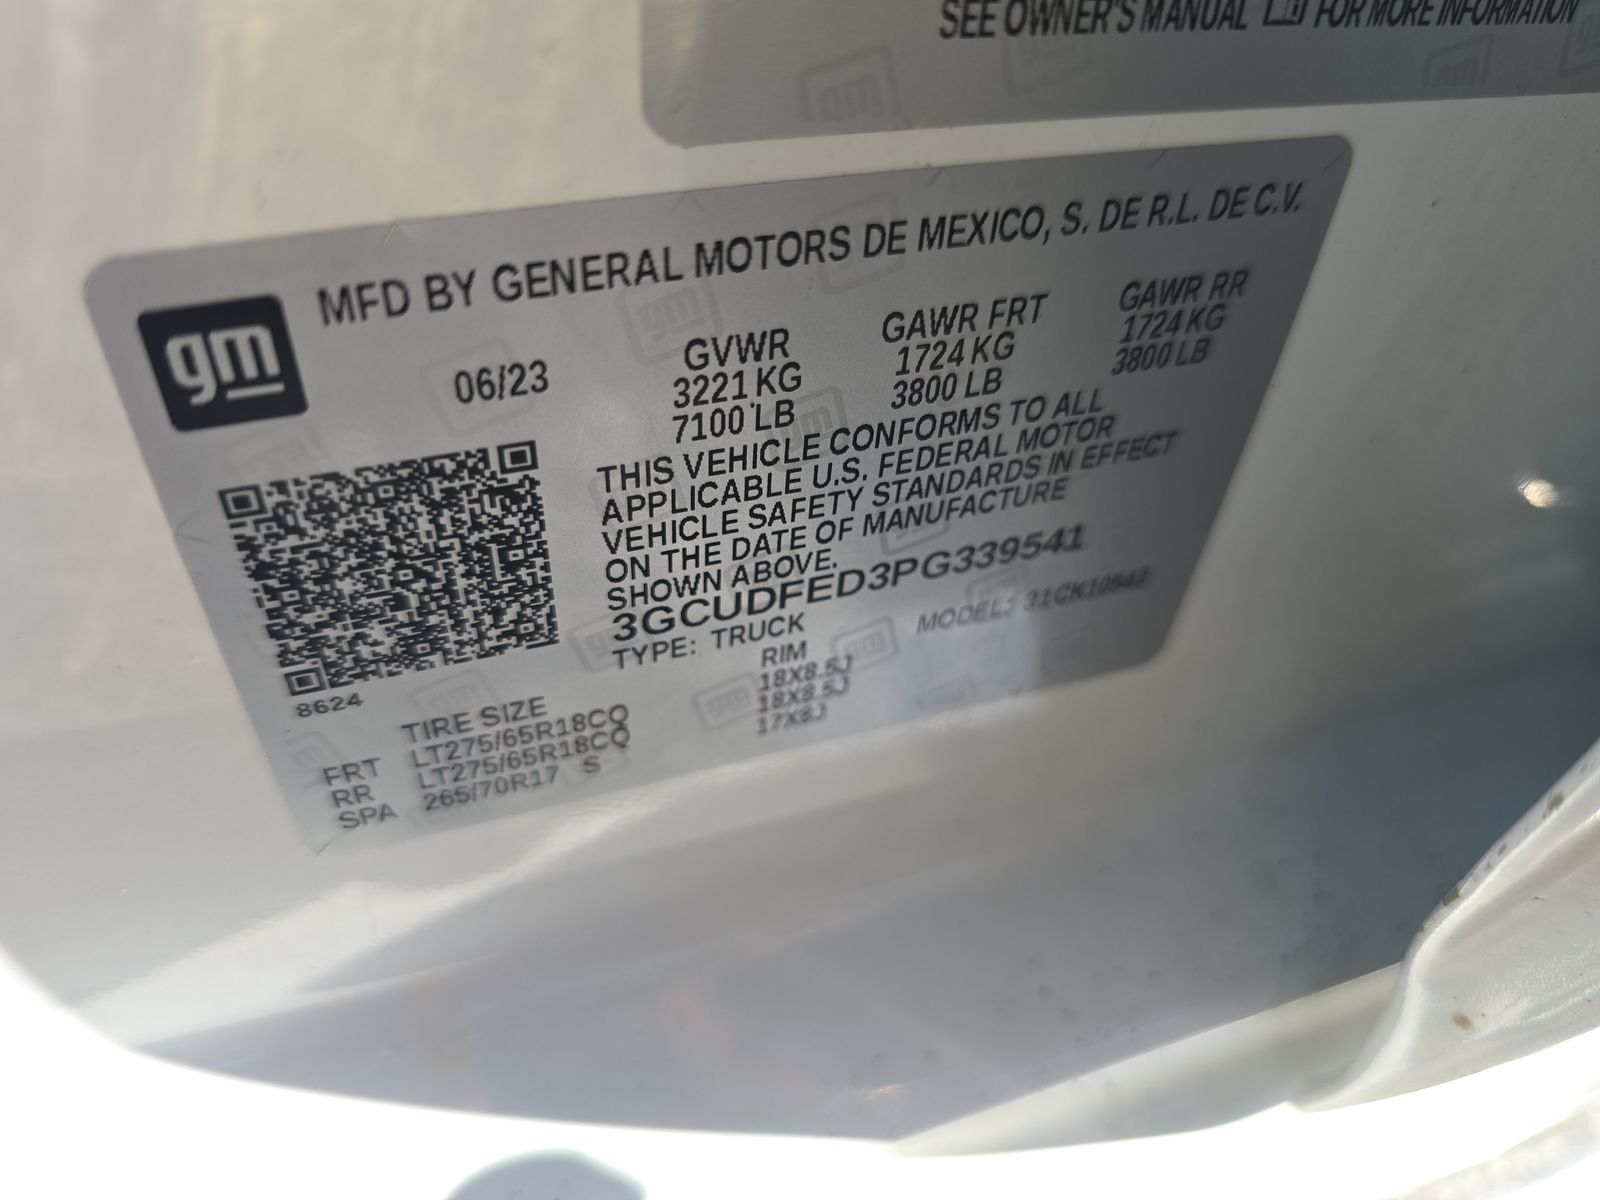 SEE OWNER'S MANUAL FOR MORE INFORMATION
gm
MFD BY GENERAL MOTORS DE MEXICO, S. DE R.L. DE C.V.
06/23
GVWR GAWR FRT GAWR RR
3221 KG 1724 KG 1724 KG
7100 LB 3800 LB 3800 LB
THIS VEHICLE CONFORMS TO ALL
APPLICABLE U.S. FEDERAL MOTOR
VEHICLE SAFETY STANDARDS IN EFFECT
ON THE DATE OF MANUFACTURE
SHOWN ABOVE.
3GCUDFED3PG339541
TYPE: TRUCK MODEL: 31CK10543
8624
TIRE SIZE RIM
FRT LT275/65R18CQ 18X8.5J
RR LT275/65R18CQ 18X8.5J
SPA 265/70R17 S 17X8J